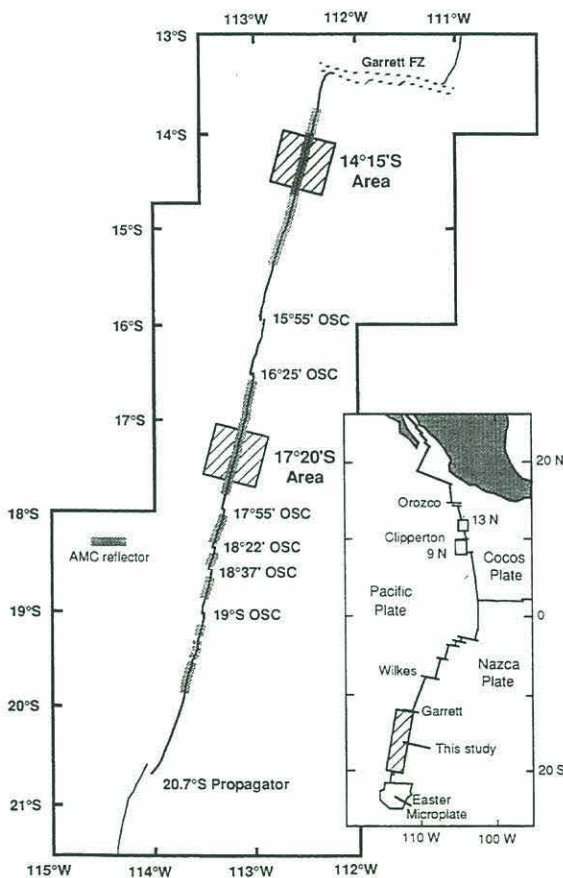 113°W 112°W 111°W
13°S
Garrett FZ
14°S
14°15'S
Area
15°S
15°55' OSC
16°S
16°25' OSC
17°S
17°20'S
Area
18°S
17°55' OSC
AMC reflector
18°22' OSC
18°37' OSC
19°S
19°S OSC
20°S
20.7°S Propagator
21°S
115°W 114°W 113°W 112°W
20 N
Orozco
13 N
Clipperton
9 N
Cocos
Plate
Pacific
Plate
0
Nazca
Plate
Wilkes
Garrett
This study
20S
Easter
Microplate
110 W 100 W